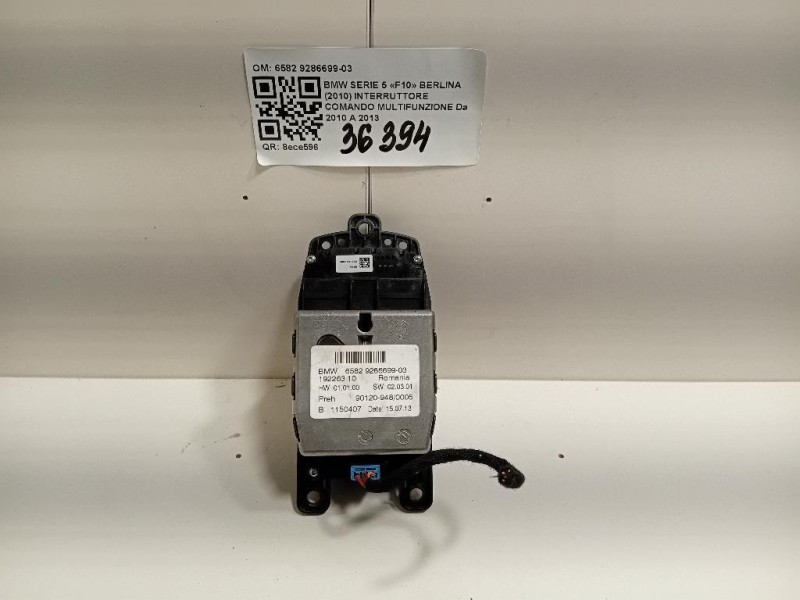 OM: 6582 9286699-03
BMW SERIE 5 «F10» BERLINA
(2010) INTERRUTTORE
COMANDO MULTIFUNZIONE Da
2010 A 2013
QR: 8ece596
36394
BMW 6582 9286699-03
192263.10 Romania
HW: 01.01.00 SW: 02.03.01
Preh 90120-948/0005
B 1150407 Date: 15.07.13